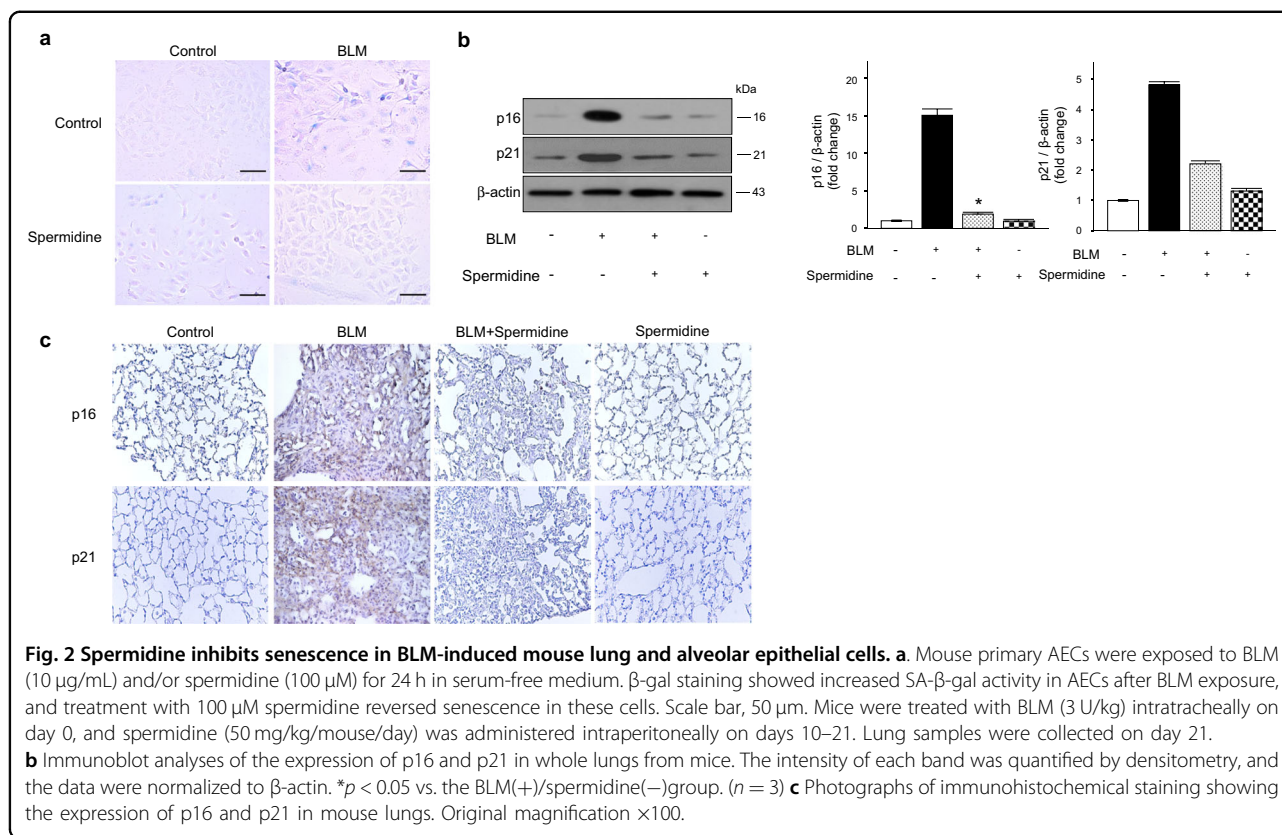 a
Control BLM
Control
Spermidine
b
kDa
p16 16
p21 21
β-actin 43
BLM - + + -
Spermidine - - + +
p16 / β-actin
(fold change)
20
15
10
5
0
*
BLM - + + -
Spermidine - - + +
p21 / β-actin
(fold change)
5
4
3
2
1
0
BLM - + + -
Spermidine - - + +
c
Control BLM BLM+Spermidine Spermidine
p16
p21
Fig. 2 Spermidine inhibits senescence in BLM-induced mouse lung and alveolar epithelial cells. a. Mouse primary AECs were exposed to BLM
(10 μg/mL) and/or spermidine (100 μM) for 24 h in serum-free medium. β-gal staining showed increased SA-β-gal activity in AECs after BLM exposure,
and treatment with 100 μM spermidine reversed senescence in these cells. Scale bar, 50 μm. Mice were treated with BLM (3 U/kg) intratracheally on
day 0, and spermidine (50 mg/kg/mouse/day) was administered intraperitoneally on days 10–21. Lung samples were collected on day 21.
b Immunoblot analyses of the expression of p16 and p21 in whole lungs from mice. The intensity of each band was quantified by densitometry, and
the data were normalized to β-actin. *p < 0.05 vs. the BLM(+)/spermidine(−)group. (n = 3) c Photographs of immunohistochemical staining showing
the expression of p16 and p21 in mouse lungs. Original magnification ×100.